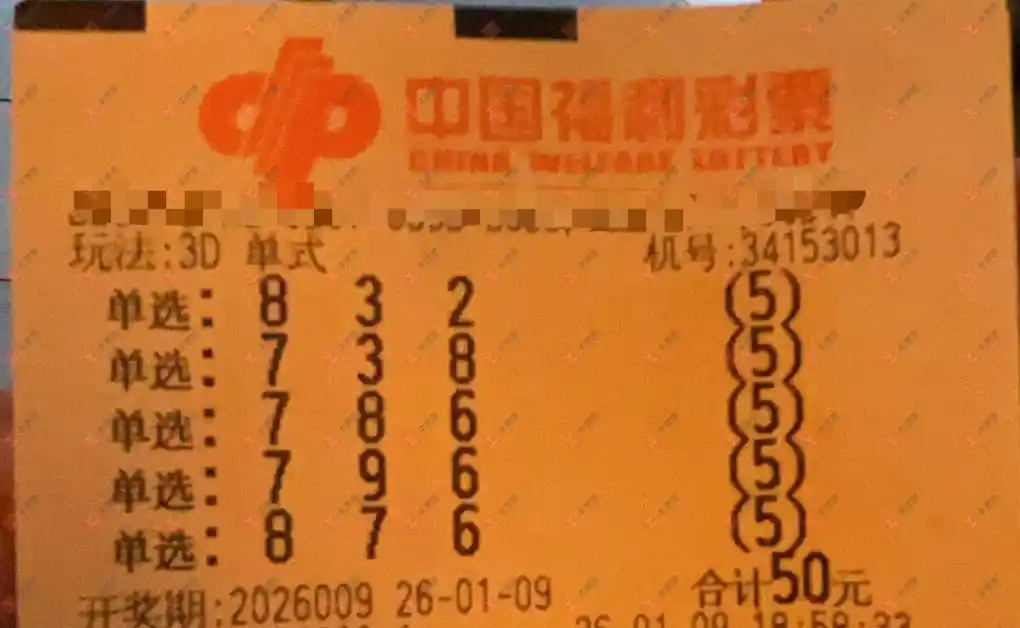 中国福利彩票
CHINA WELFARE LOTTERY
玩法:3D 单式 机号:34153013
单选: 8 3 2 (5)
单选: 7 3 8 (5)
单选: 7 8 6 (5)
单选: 7 9 6 (5)
单选: 8 7 6 (5)
开奖期:2026009 26-01-09 合计50元